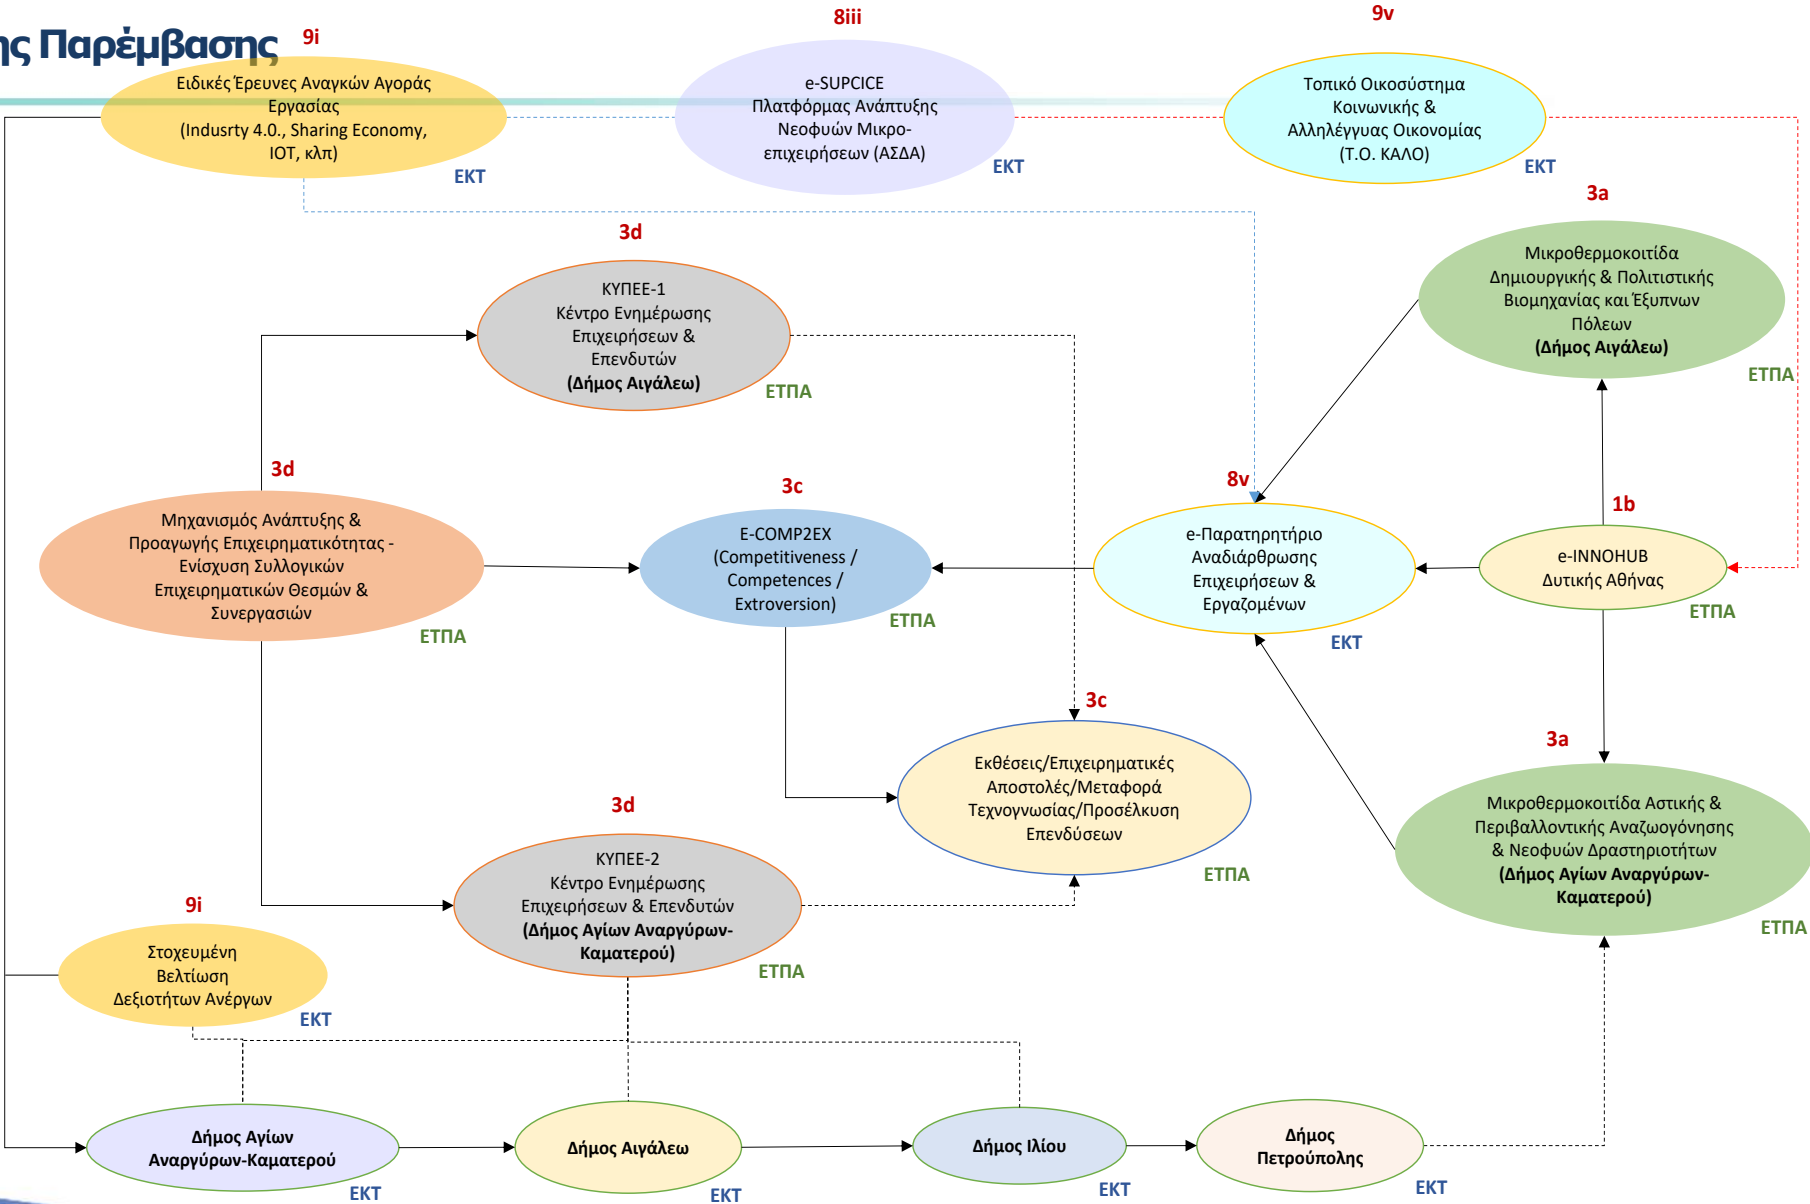 ης Παρέμβασης
9i
Ειδικές Έρευνες Αναγκών Αγοράς
Εργασίας
(Indusrty 4.0., Sharing Economy,
ΙΟΤ, κλπ)
ΕΚΤ
8iii
e-SUPCICE
Πλατφόρμας Ανάπτυξης
Νεοφυών Μικρο-
επιχειρήσεων (ΑΣΔΑ)
ΕΚΤ
9v
Τοπικό Οικοσύστημα
Κοινωνικής &
Αλληλέγγυας Οικονομίας
(Τ.Ο. ΚΑΛΟ)
ΕΚΤ
3d
ΚΥΠΕΕ-1
Κέντρο Ενημέρωσης
Επιχειρήσεων &
Επενδυτών
(Δήμος Αιγάλεω)
ΕΤΠΑ
3a
Μικροθερμοκοιτίδα
Δημιουργικής & Πολιτιστικής
Βιομηχανίας και Έξυπνων
Πόλεων
(Δήμος Αιγάλεω)
ΕΤΠΑ
3d
Μηχανισμός Ανάπτυξης &
Προαγωγής Επιχειρηματικότητας -
Ενίσχυση Συλλογικών
Επιχειρηματικών Θεσμών &
Συνεργασιών
ΕΤΠΑ
3c
E-COMP2EX
(Competitiveness /
Competences /
Extroversion)
ΕΤΠΑ
8v
e-Παρατηρητήριο
Αναδιάρθρωσης
Επιχειρήσεων &
Εργαζομένων
ΕΚΤ
1b
e-INNOHUB
Δυτικής Αθήνας
ΕΤΠΑ
3c
Εκθέσεις/Επιχειρηματικές
Αποστολές/Μεταφορά
Τεχνογνωσίας/Προσέλκυση
Επενδύσεων
ΕΤΠΑ
3a
Μικροθερμοκοιτίδα Αστικής &
Περιβαλλοντικής Αναζωογόνησης
& Νεοφυών Δραστηριοτήτων
(Δήμος Αγίων Αναργύρων-
Καματερού)
ΕΤΠΑ
3d
ΚΥΠΕΕ-2
Κέντρο Ενημέρωσης
Επιχειρήσεων & Επενδυτών
(Δήμος Αγίων Αναργύρων-
Καματερού)
ΕΤΠΑ
9i
Στοχευμένη
Βελτίωση
Δεξιοτήτων Ανέργων
ΕΚΤ
Δήμος Αγίων
Αναργύρων-Καματερού
ΕΚΤ
Δήμος Αιγάλεω
ΕΚΤ
Δήμος Ιλίου
ΕΚΤ
Δήμος
Πετρούπολης
ΕΚΤ